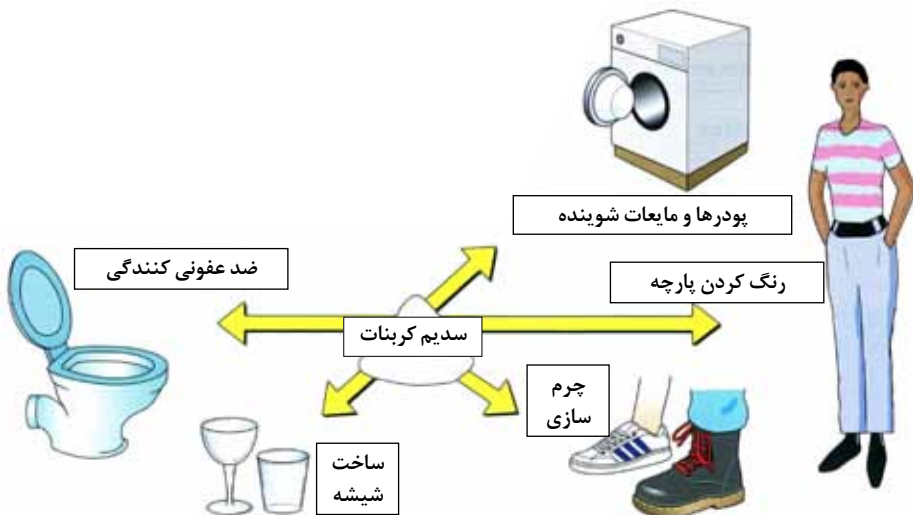 پودرها و مایعات شوینده
ضد عفونی کنندگی
رنگ کردن پارچه
سدیم کربنات
چرم
سازی
ساخت
شیشه